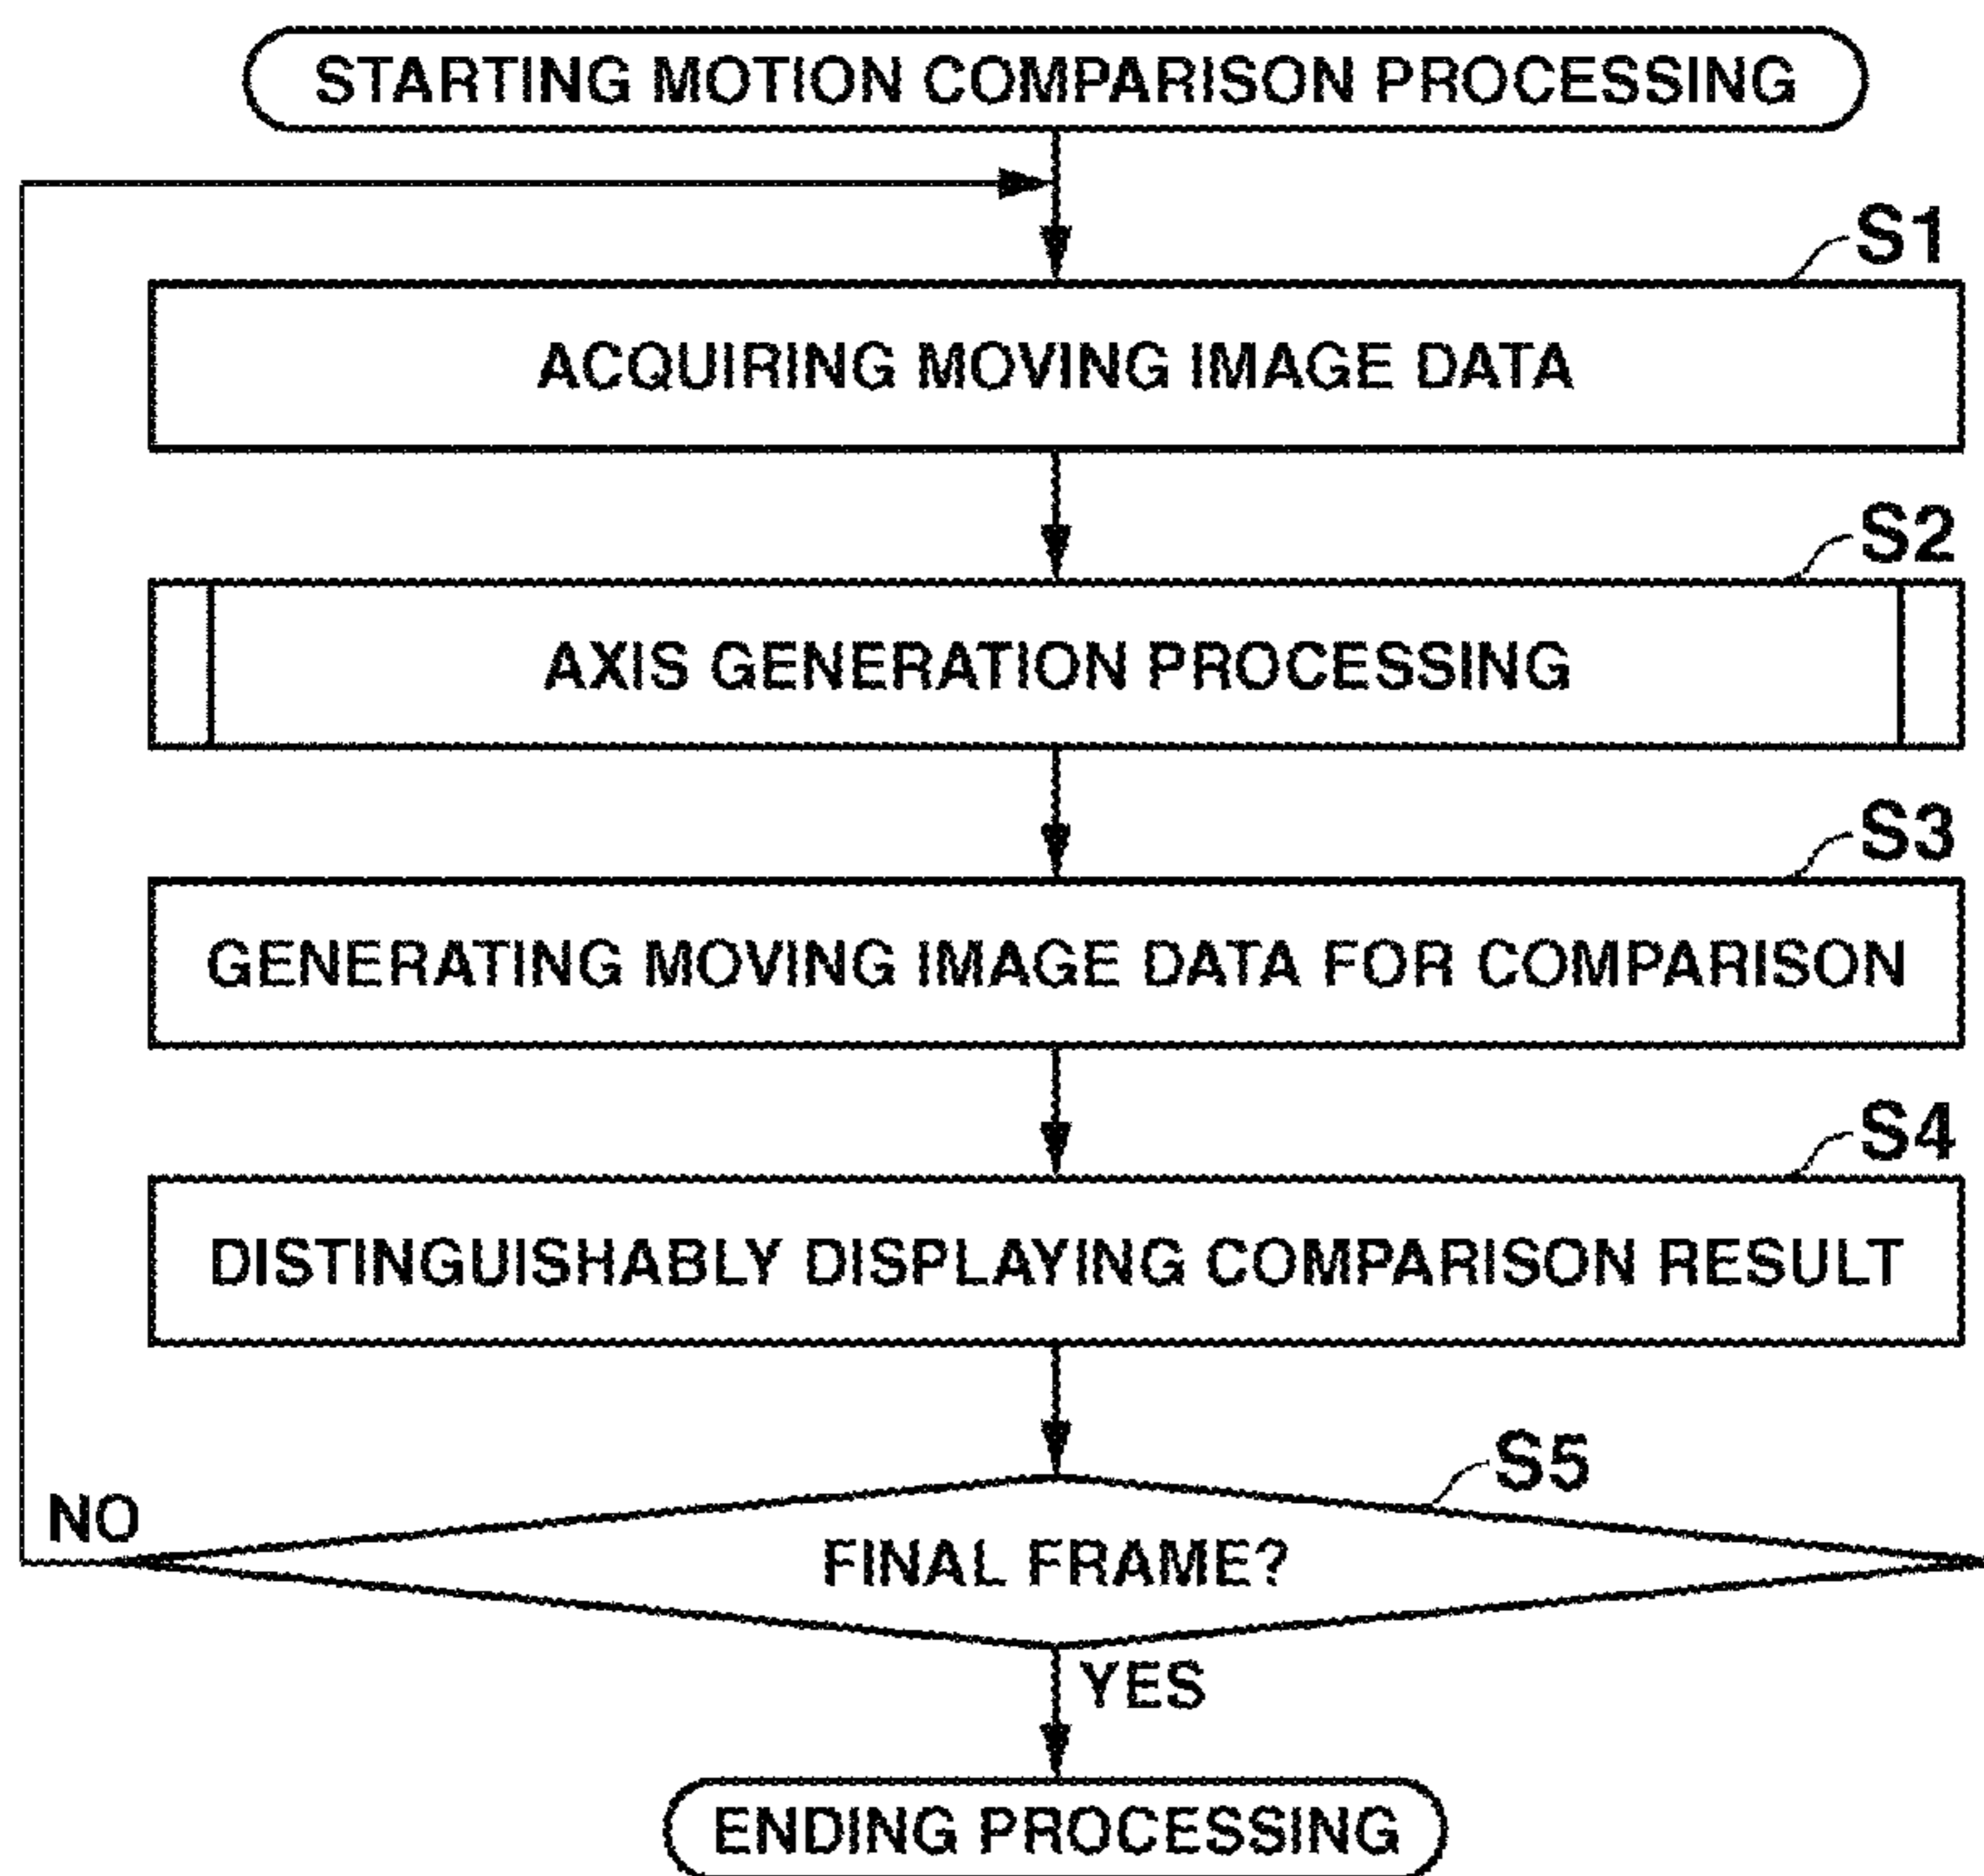 STARTING MOTION COMPARISON PROCESSING
S1
ACQUIRING MOVING IMAGE DATA
S2
AXIS GENERATION PROCESSING
S3
GENERATING MOVING IMAGE DATA FOR COMPARISON
S4
DISTINGUISHABLY DISPLAYING COMPARISON RESULT
S5
NO
FINAL FRAME?
YES
ENDING PROCESSING